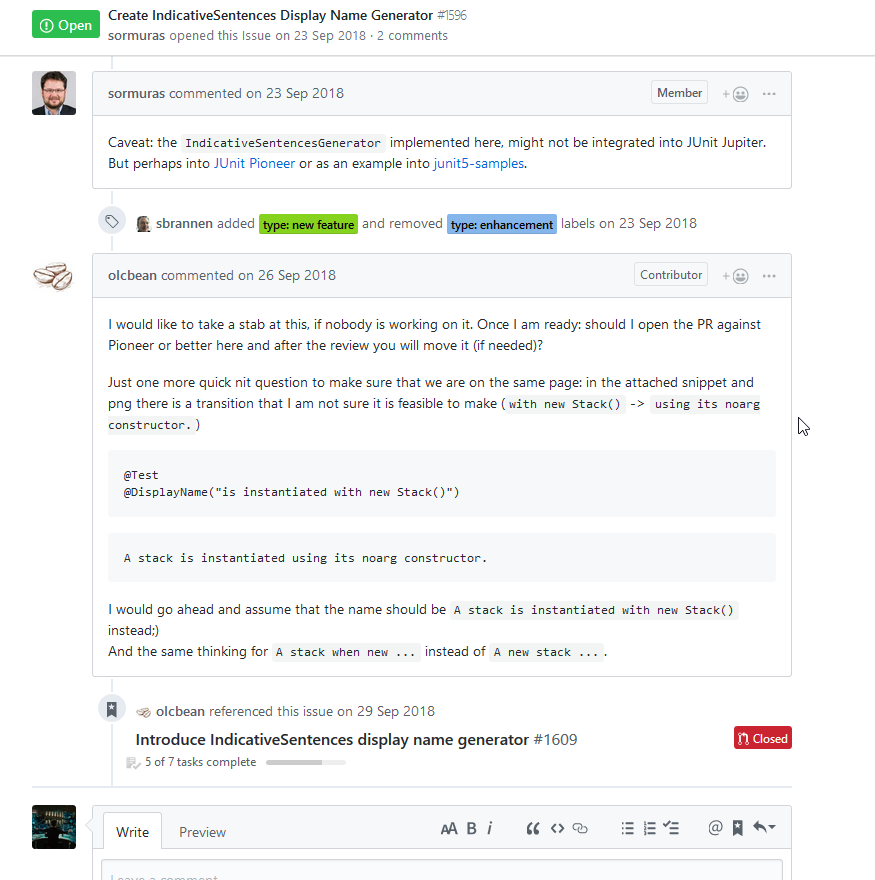 Open
Create IndicativeSentences Display Name Generator #1596
sormuras opened this Issue on 23 Sep 2018 · 2 comments
sormuras commented on 23 Sep 2018
Member
Caveat: the IndicativeSentencesGenerator implemented here, might not be integrated into JUnit Jupiter.
But perhaps into JUnit Pioneer or as an example into junit5-samples.
sbrannen added type: new feature and removed type: enhancement labels on 23 Sep 2018
olcbean commented on 26 Sep 2018
Contributor
I would like to take a stab at this, if nobody is working on it. Once I am ready: should I open the PR against
Pioneer or better here and after the review you will move it (if needed)?
Just one more quick nit question to make sure that we are on the same page: in the attached snippet and
png there is a transition that I am not sure it is feasible to make ( with new Stack() -> using its noarg
constructor. )
@Test
@DisplayName("is instantiated with new Stack()")
A stack is instantiated using its noarg constructor.
I would go ahead and assume that the name should be A stack is instantiated with new Stack()
instead;)
And the same thinking for A stack when new ... instead of A new stack ... .
olcbean referenced this issue on 29 Sep 2018
Introduce IndicativeSentences display name generator #1609
Closed
5 of 7 tasks complete
Write
Preview
AA B i
Leave a comment